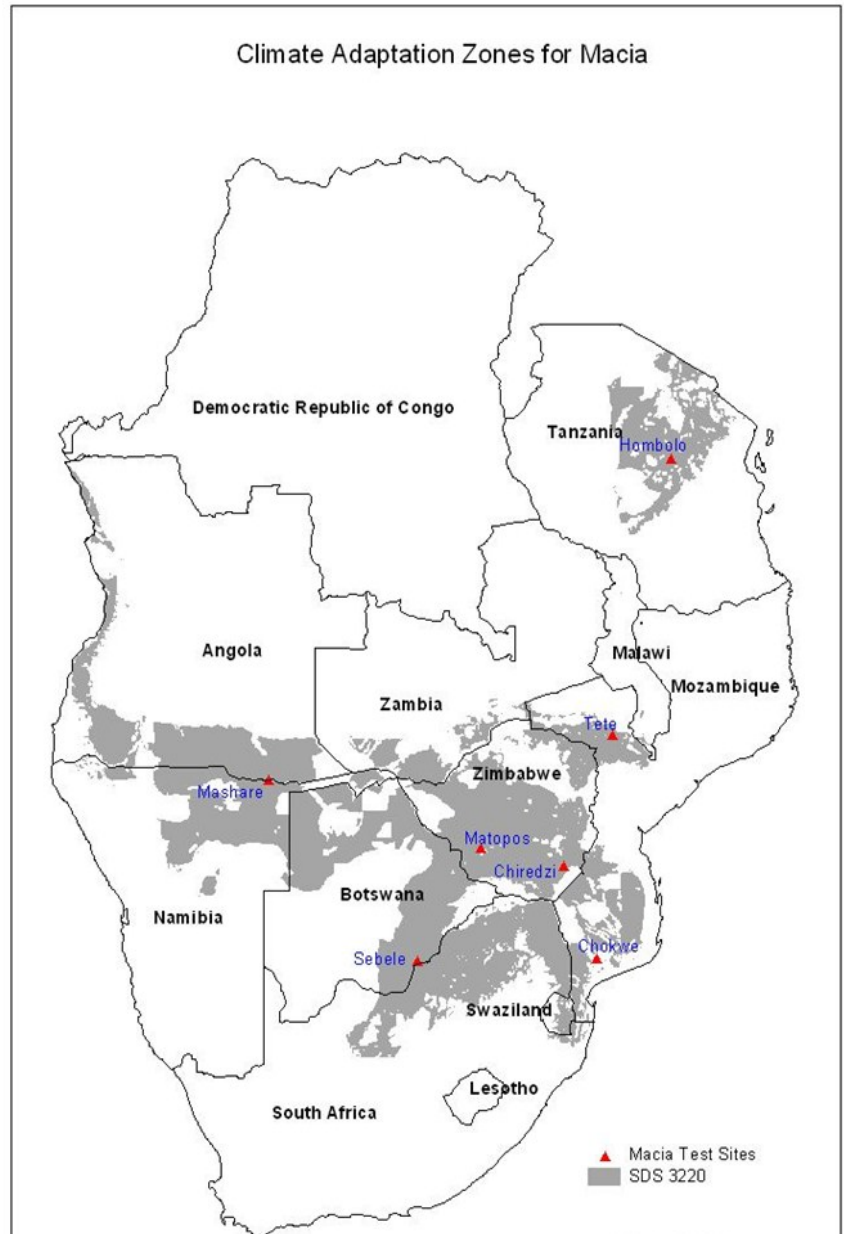 Climate Adaptation Zones for Macia
Democratic Republic of Congo
Tanzania
Hombolo
Angola
Malawi
Mozambique
Zambia
Tete
Zimbabwe
Mashare
Matopos
Chiredzi
Botswana
Namibia
Chokwe
Sebele
Swaziland
Lesotho
South Africa
Macia Test Sites
SDS 3220